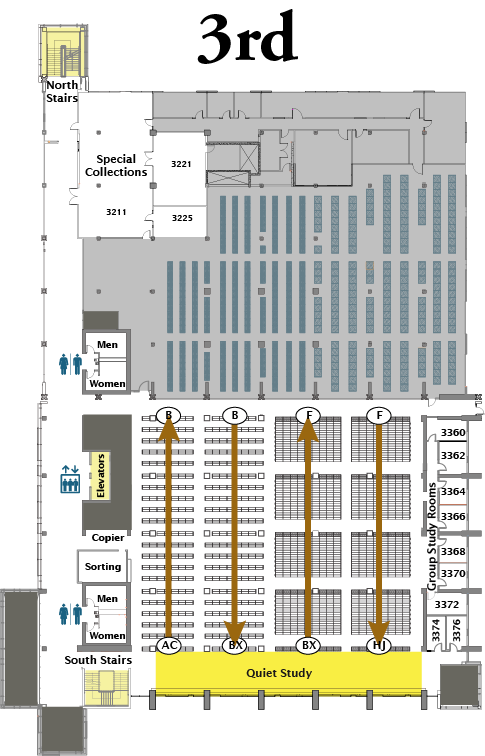 3rd
North
Stairs
Special
Collections
3221
3211
3225
Men
Women
B
B
F
F
3360
3362
Elevators
3364
3366
Group Study Rooms
Copier
3368
Sorting
3370
Men
3372
Women
3374
3376
AC
BX
BX
HJ
South Stairs
Quiet Study